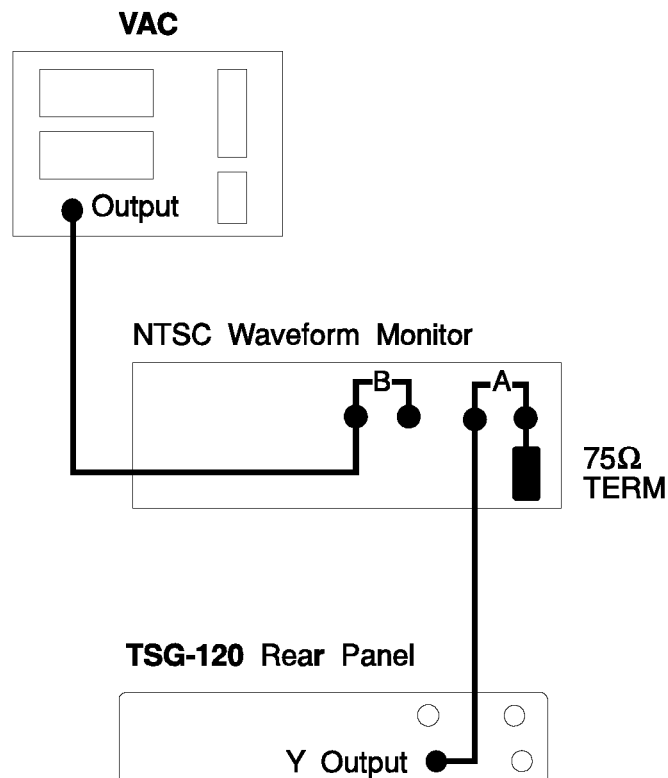 VAC
Output
NTSC Waveform Monitor
B
A
75Ω
TERM
TSG-120 Rear Panel
Y Output